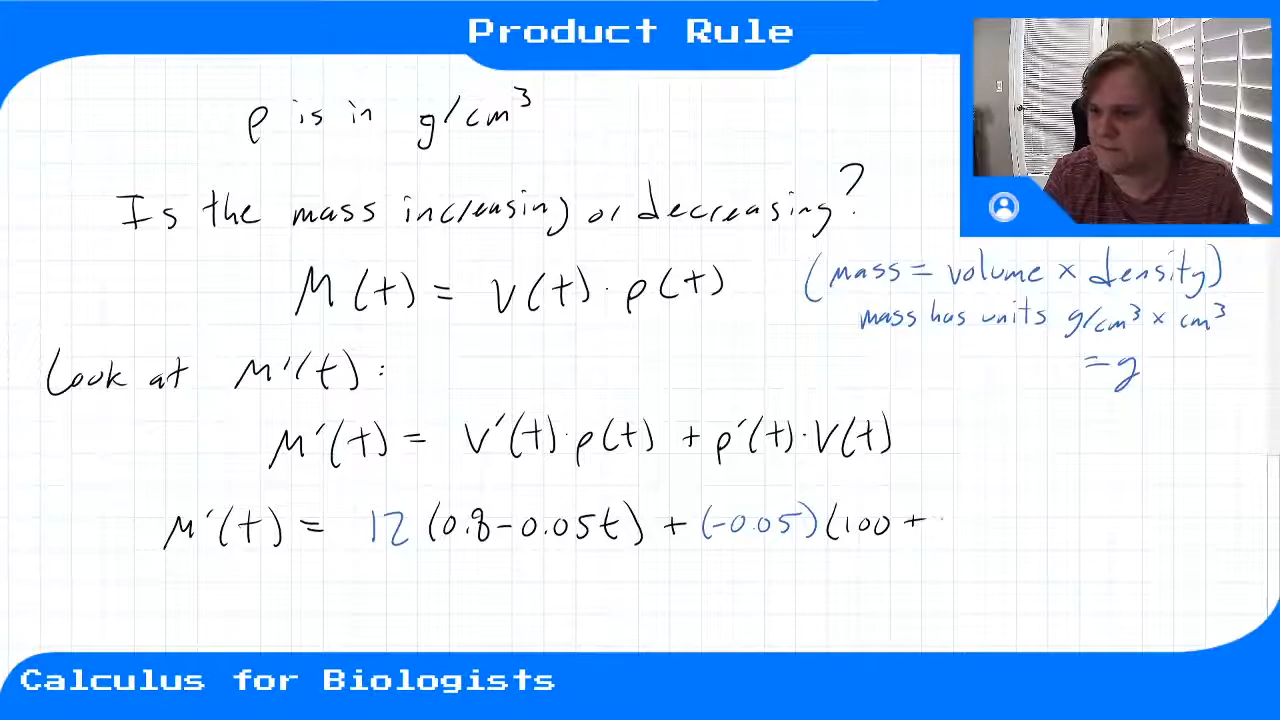 Product Rule
ρ is in g/cm³
Is the mass increasing or decreasing?
M(t) = V(t) · ρ(t)
(mass = volume × density)
mass has units g/cm³ × cm³
= g
Look at M'(t):
M'(t) = V'(t) · ρ(t) + ρ'(t) · V(t)
M'(t) = 12 (0.8 - 0.05t) + (-0.05) (100 +
Calculus for Biologists